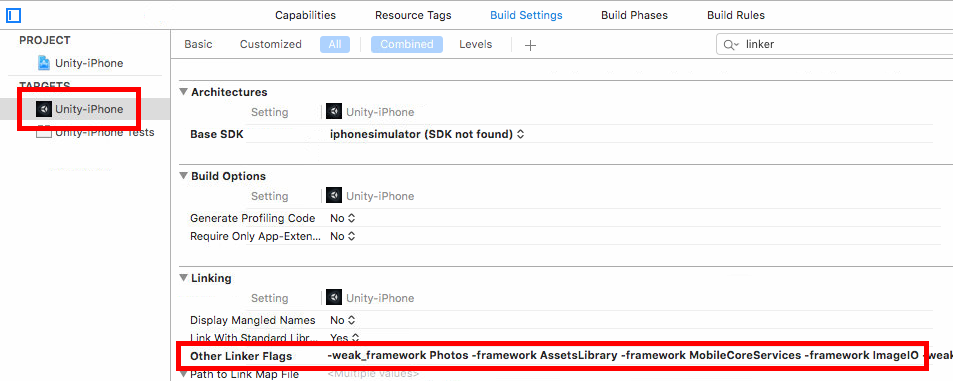 Capabilities Resource Tags Build Settings Build Phases Build Rules
PROJECT
Unity-iPhone
TARGETS
Unity-iPhone
Unity-iPhone Tests
Basic Customized All Combined Levels + linker
Architectures
Setting Unity-iPhone
Base SDK iphonesimulator (SDK not found)
Build Options
Setting Unity-iPhone
Generate Profiling Code No
Require Only App-Exten... No
Linking
Setting Unity-iPhone
Display Mangled Names No
Link With Standard Libr... Yes
Other Linker Flags -weak_framework Photos -framework AssetsLibrary -framework MobileCoreServices -framework ImageIO -weak
Path to Link Map File <Multiple values>